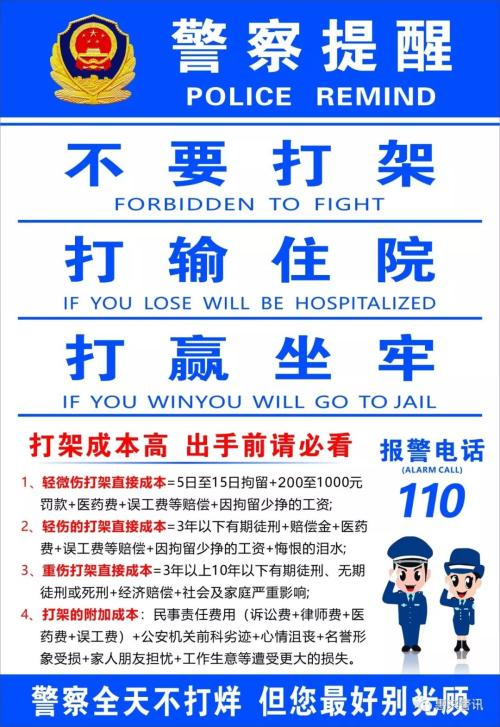 警察提醒
POLICE REMIND
不要打架
FORBIDDEN TO FIGHT
打输住院
IF YOU LOSE WILL BE HOSPITALIZED
打赢坐牢
IF YOU WINYOU WILL GO TO JAIL
打架成本高 出手前请必看
1、轻微伤打架直接成本=5日至15日拘留+200至1000元
罚款+医药费+误工费等赔偿+因拘留少挣的工资;
2、轻伤的打架直接成本=3年以下有期徒刑+赔偿金+医药
费+误工费等赔偿+因拘留少挣的工资+悔恨的泪水;
3、重伤打架直接成本=3年以上10年以下有期徒刑、无期
徒刑或死刑+经济赔偿+社会及家庭严重影响;
4、打架的附加成本：民事责任费用（诉讼费+律师费+医
药费+误工费）+公安机关前科劣迹+心情沮丧+名誉形
象受损+家人朋友担忧+工作生意等遭受更大的损失。
报警电话
(ALARM CALL)
110
警察全天不打烊 但您最好别光顾